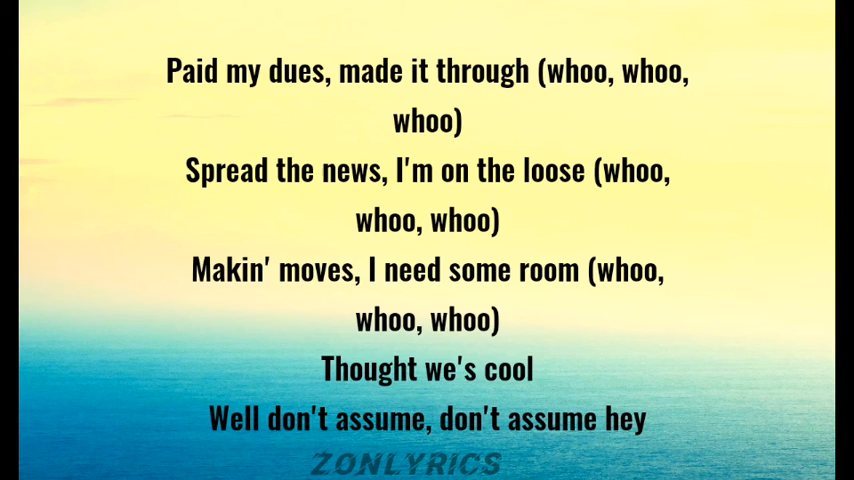 Paid my dues, made it through (whoo, whoo,
whoo)
Spread the news, I'm on the loose (whoo,
whoo, whoo)
Makin' moves, I need some room (whoo,
whoo, whoo)
Thought we's cool
Well don't assume, don't assume hey
ZONLYRICS